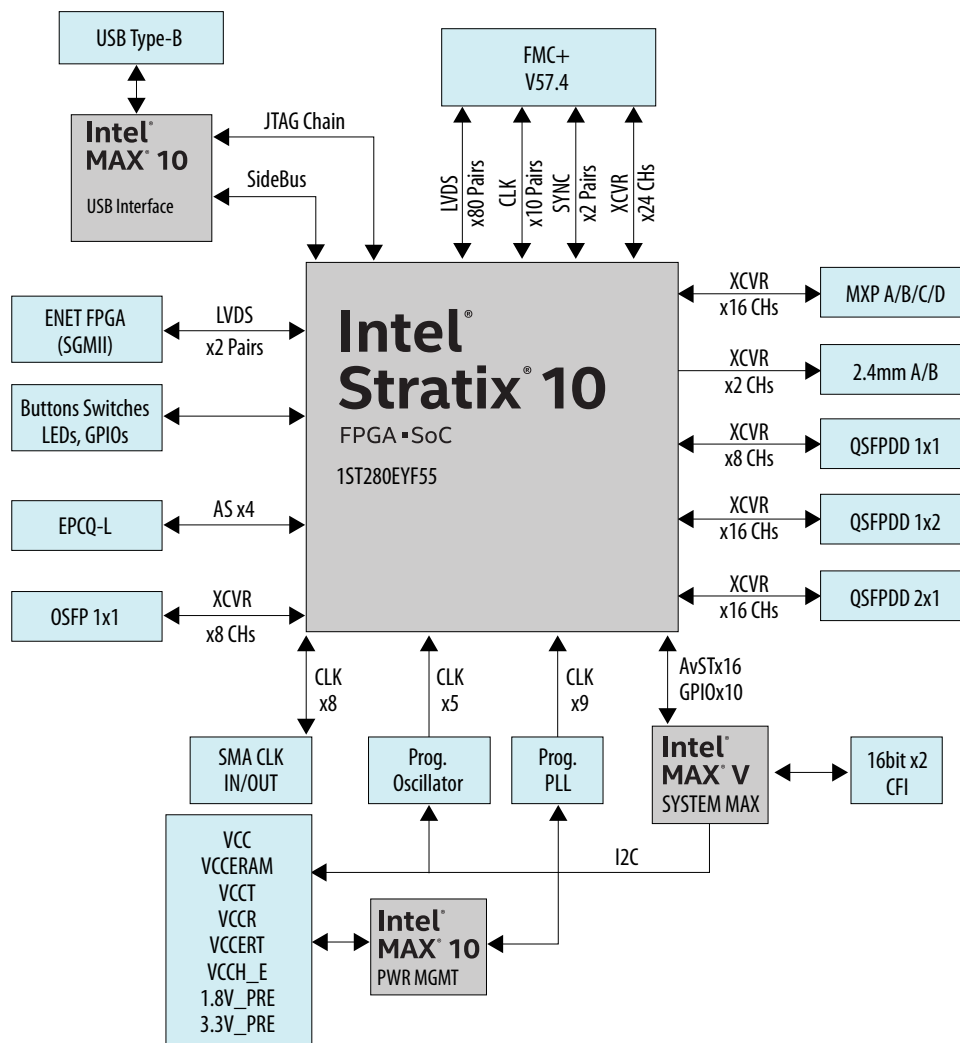 USB Type-B
FMC+
V57.4
Intel®
MAX® 10
USB Interface
JTAG Chain
SideBus
LVDS
x80 Pairs
CLK
x10 Pairs
SYNC
x2 Pairs
XCVR
x24 CHs
ENET FPGA
(SGMII)
LVDS
x2 Pairs
Buttons Switches
LEDs, GPIOs
EPCQ-L
AS x4
OSFP 1x1
XCVR
x8 CHs
Intel®
Stratix® 10
FPGA ▪ SoC
1ST280EYF55
XCVR
x16 CHs
MXP A/B/C/D
XCVR
x2 CHs
2.4mm A/B
XCVR
x8 CHs
QSFPDD 1x1
XCVR
x16 CHs
QSFPDD 1x2
XCVR
x16 CHs
QSFPDD 2x1
CLK
x8
CLK
x5
CLK
x9
AvSTx16
GPIOx10
SMA CLK
IN/OUT
Prog.
Oscillator
Prog.
PLL
Intel®
MAX® V
SYSTEM MAX
16bit x2
CFI
I2C
VCC
VCCERAM
VCCT
VCCR
VCCERT
VCCH_E
1.8V_PRE
3.3V_PRE
Intel®
MAX® 10
PWR MGMT